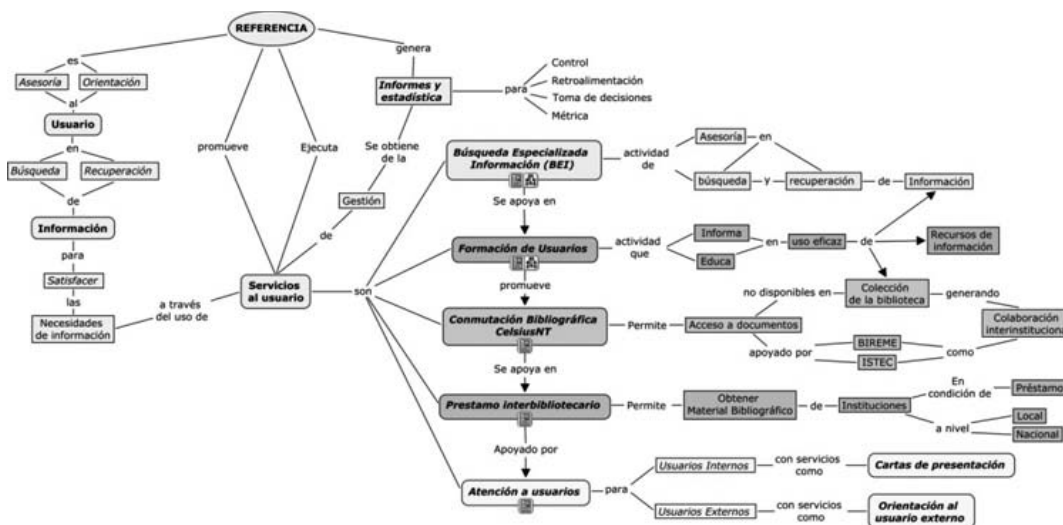 REFERENCIA
es
Asesoría
Orientación
al
Usuario
en
Búsqueda
Recuperación
de
Información
para
Satisfacer
las
Necesidades
de información
a través
del uso de
promueve
Ejecuta
genera
Informes y
estadística
para
Control
Retroalimentación
Toma de decisiones
Métrica
Se obtiene
de la
Gestión
de
Servicios
al usuario
son
Búsqueda Especializada
Información (BEI)
actividad
de
Asesoría
en
búsqueda
y
recuperación
de
Información
Se apoya en
Formación de Usuarios
actividad
que
Informa
Educa
en
uso eficaz
de
Recursos de
información
Colección
de la biblioteca
promueve
Conmutación Bibliográfica
CelsiusNT
Permite
Acceso a documentos
no disponibles en
generando
Colaboración
interinstituciona
apoyado por
BIREME
ISTEC
como
Se apoya en
Prestamo interbibliotecario
Permite
Obtener
Material Bibliográfico
de
Instituciones
En
condición de
Préstamo
a nivel
Local
Nacional
Apoyado por
Atención a usuarios
para
Usuarios Internos
con servicios
como
Cartas de presentación
Usuarios Externos
con servicios
como
Orientación al
usuario externo